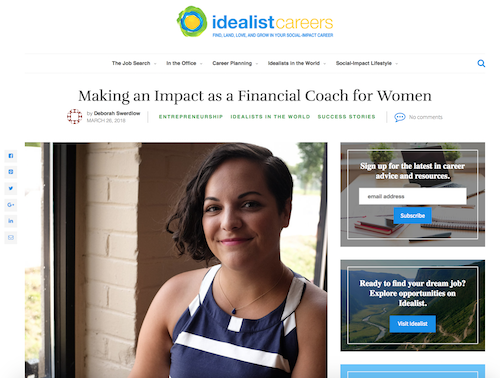 idealistcareers
FIND, LAND, LOVE, AND GROW IN YOUR SOCIAL-IMPACT CAREER
The Job Search In the Office Career Planning Idealists in the World Social-Impact Lifestyle
Making an Impact as a Financial Coach for Women
by Deborah Swerdlow
MARCH 26, 2018
ENTREPRENEURSHIP IDEALISTS IN THE WORLD SUCCESS STORIES
No comments
Sign up for the latest in career
advice and resources.
email address
Subscribe
Ready to find your dream job?
Explore opportunities on
Idealist.
Visit Idealist